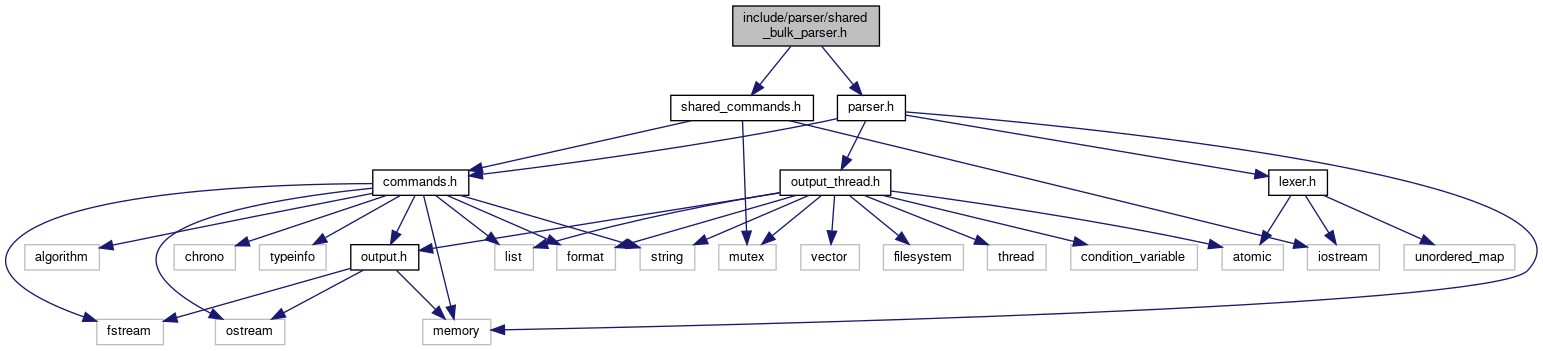 include/parser/shared
_bulk_parser.h
shared_commands.h
parser.h
commands.h
output_thread.h
lexer.h
algorithm
chrono
typeinfo
output.h
list
format
string
mutex
vector
filesystem
thread
condition_variable
atomic
iostream
unordered_map
fstream
ostream
memory